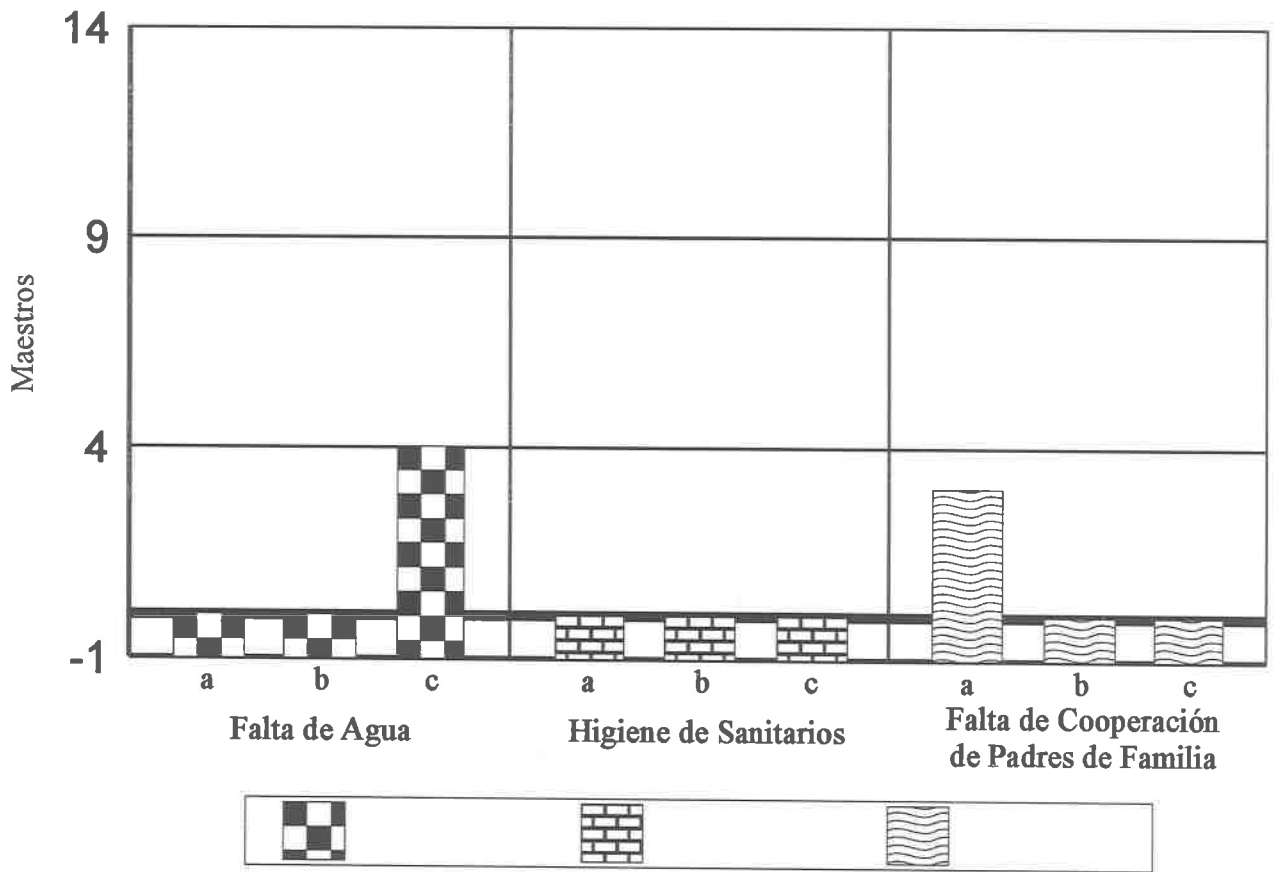 14
9
4
-1
Maestros
a b c a b c a b c
Falta de Agua
Higiene de Sanitarios
Falta de Cooperación
de Padres de Familia